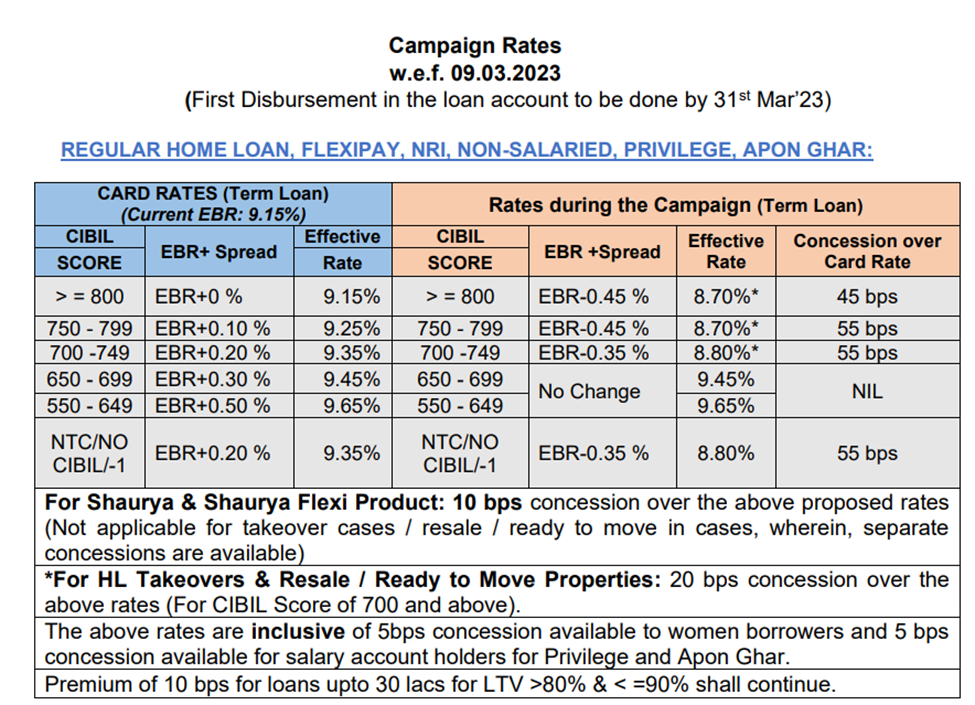 Campaign Rates
w.e.f. 09.03.2023
(First Disbursement in the loan account to be done by 31st Mar'23)
REGULAR HOME LOAN, FLEXIPAY, NRI, NON-SALARIED, PRIVILEGE, APON GHAR:
CARD RATES (Term Loan)
(Current EBR: 9.15%)
Rates during the Campaign (Term Loan)
CIBIL SCORE EBR+ Spread Effective Rate CIBIL SCORE EBR +Spread Effective Rate Concession over Card Rate
> = 800 EBR+0 % 9.15% > = 800 EBR-0.45 % 8.70%* 45 bps
750 - 799 EBR+0.10 % 9.25% 750 - 799 EBR-0.45 % 8.70%* 55 bps
700 -749 EBR+0.20 % 9.35% 700 -749 EBR-0.35 % 8.80%* 55 bps
650 - 699 EBR+0.30 % 9.45% 650 - 699 No Change 9.45% NIL
550 - 649 EBR+0.50 % 9.65% 550 - 649 9.65%
NTC/NO CIBIL/-1 EBR+0.20 % 9.35% NTC/NO CIBIL/-1 EBR-0.35 % 8.80% 55 bps
For Shaurya & Shaurya Flexi Product: 10 bps concession over the above proposed rates
(Not applicable for takeover cases / resale / ready to move in cases, wherein, separate
concessions are available)
*For HL Takeovers & Resale / Ready to Move Properties: 20 bps concession over the
above rates (For CIBIL Score of 700 and above).
The above rates are inclusive of 5bps concession available to women borrowers and 5 bps
concession available for salary account holders for Privilege and Apon Ghar.
Premium of 10 bps for loans upto 30 lacs for LTV >80% & < =90% shall continue.